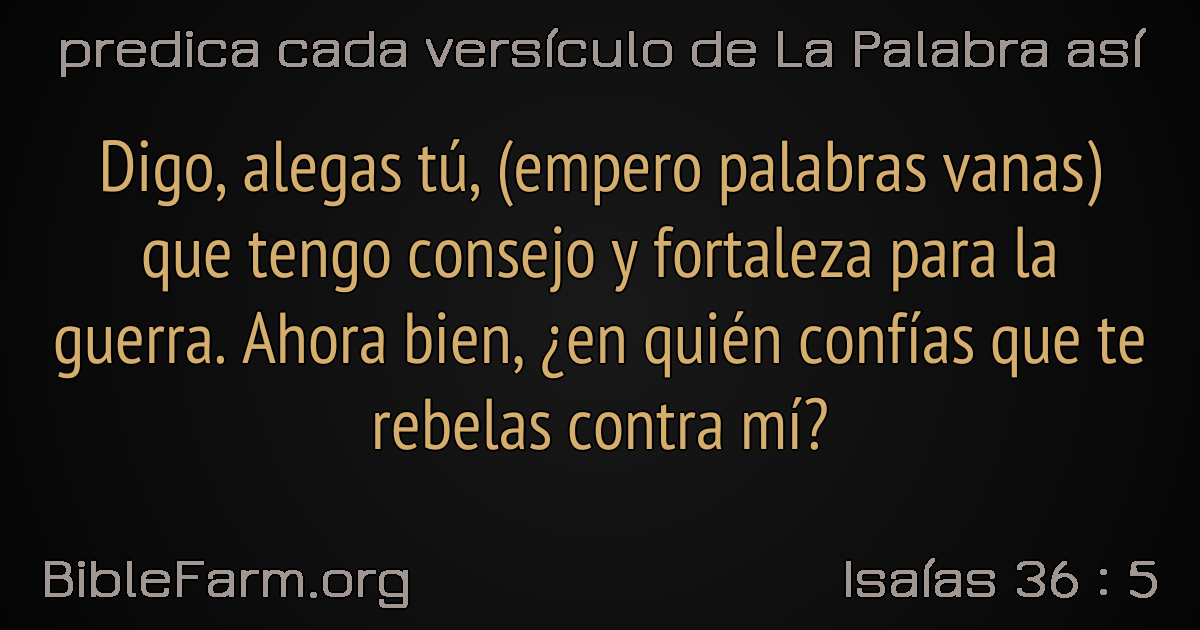 predica cada versículo de La Palabra así
Digo, alegas tú, (empero palabras vanas)
que tengo consejo y fortaleza para la
guerra. Ahora bien, ¿en quién confías que te
rebelas contra mí?
BibleFarm.org
Isaías 36 : 5